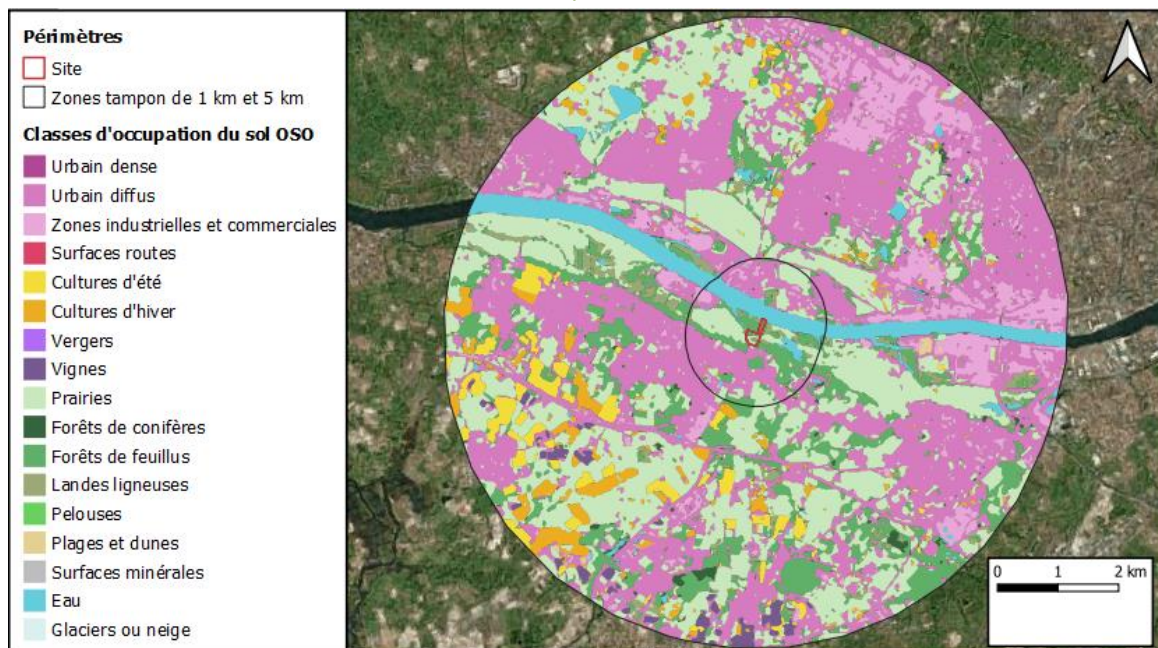 Périmètres
Site
Zones tampon de 1 km et 5 km
Classes d'occupation du sol OSO
Urbain dense
Urbain diffus
Zones industrielles et commerciales
Surfaces routes
Cultures d'été
Cultures d'hiver
Vergers
Vignes
Prairies
Forêts de conifères
Forêts de feuillus
Landes ligneuses
Pelouses
Plages et dunes
Surfaces minérales
Eau
Glaciers ou neige
0 1 2 km